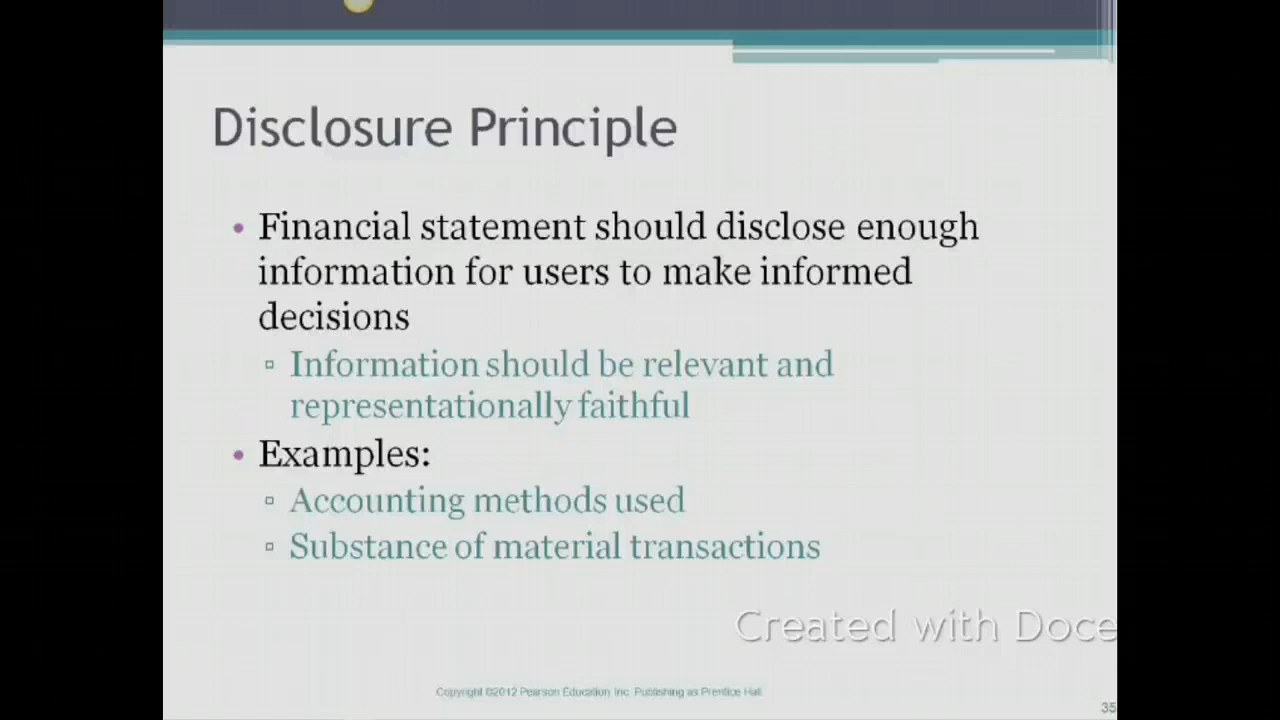 Disclosure Principle
• Financial statement should disclose enough
information for users to make informed
decisions
▫ Information should be relevant and
representationally faithful
• Examples:
▫ Accounting methods used
▫ Substance of material transactions
Created with Doce
Copyright ©2012 Pearson Education Inc. Publishing as Prentice Hall.
35